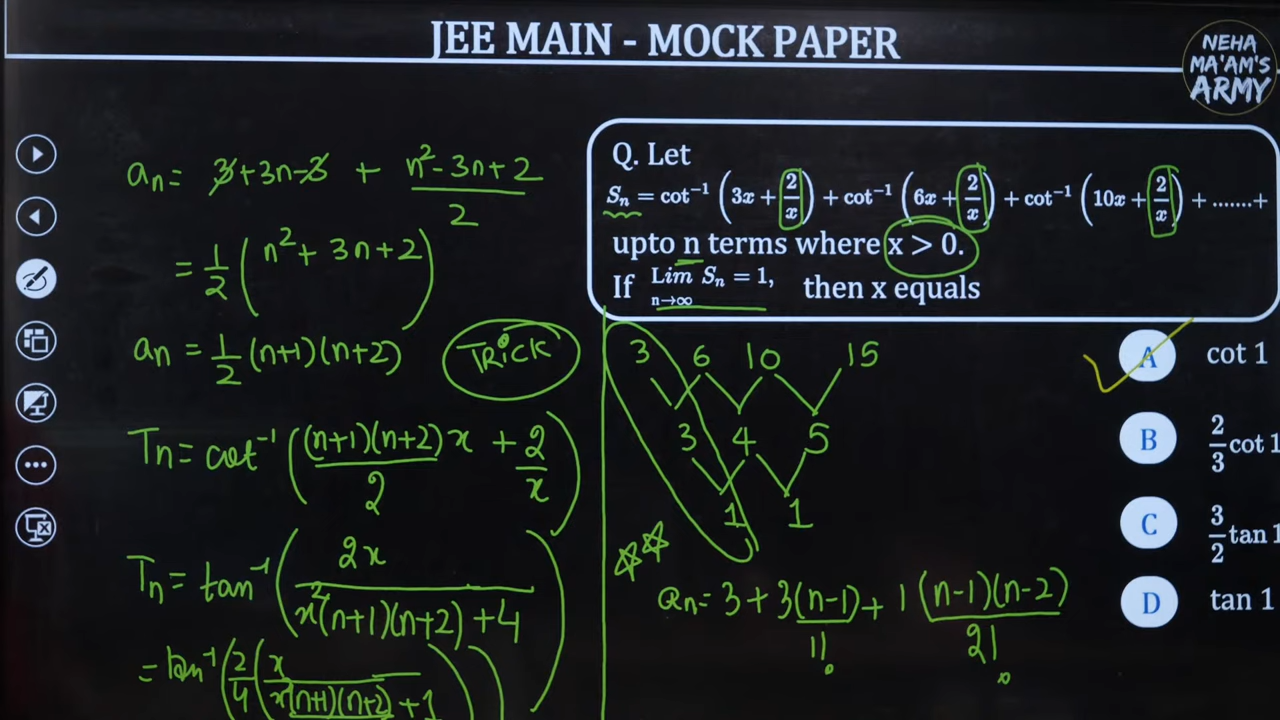 JEE MAIN - MOCK PAPER
NEHA
MA'AM'S
ARMY
aₙ = 3 + 3n - 3 + (n² - 3n + 2)/2
= 1/2 (n² + 3n + 2)
aₙ = 1/2 (n+1)(n+2)
TRICK
Tₙ = cot⁻¹ ((n+1)(n+2)/2 x + 2/x)
Tₙ = tan⁻¹ (2x / (x²(n+1)(n+2) + 4))
= tan⁻¹ (2/4 (x / (x(n+1)(n+2) + 1)))
Q. Let
Sₙ = cot⁻¹ (3x + 2/x) + cot⁻¹ (6x + 2/x) + cot⁻¹ (10x + 2/x) + .......+
upto n terms where x > 0.
If Lim n→∞ Sₙ = 1, then x equals
3 6 10 15
3 4 5
1 1
aₙ = 3 + 3(n-1)/1! + 1 (n-1)(n-2)/2!
A cot 1
B 2/3 cot 1
C 3/2 tan 1
D tan 1